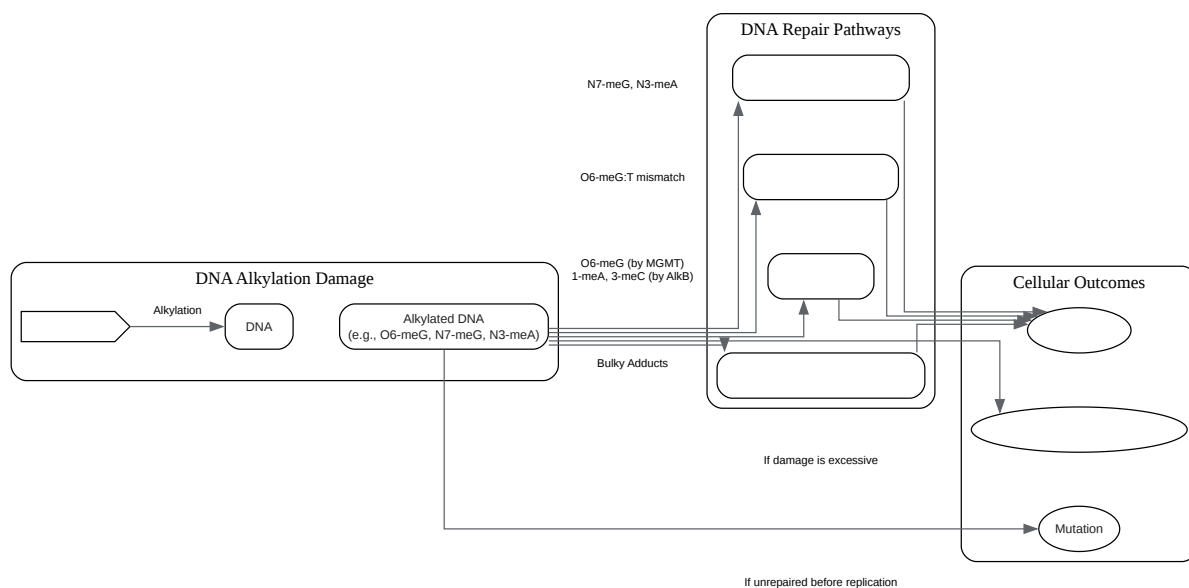 DNA Repair Pathways
N7-meG, N3-meA
O6-meG:T mismatch
O6-meG (by MGMT)
1-meA, 3-meC (by AlkB)
DNA Alkylation Damage
Alkylation
DNA
Alkylated DNA
(e.g., O6-meG, N7-meG, N3-meA)
Bulky Adducts
Cellular Outcomes
If damage is excessive
Mutation
If unrepaired before replication